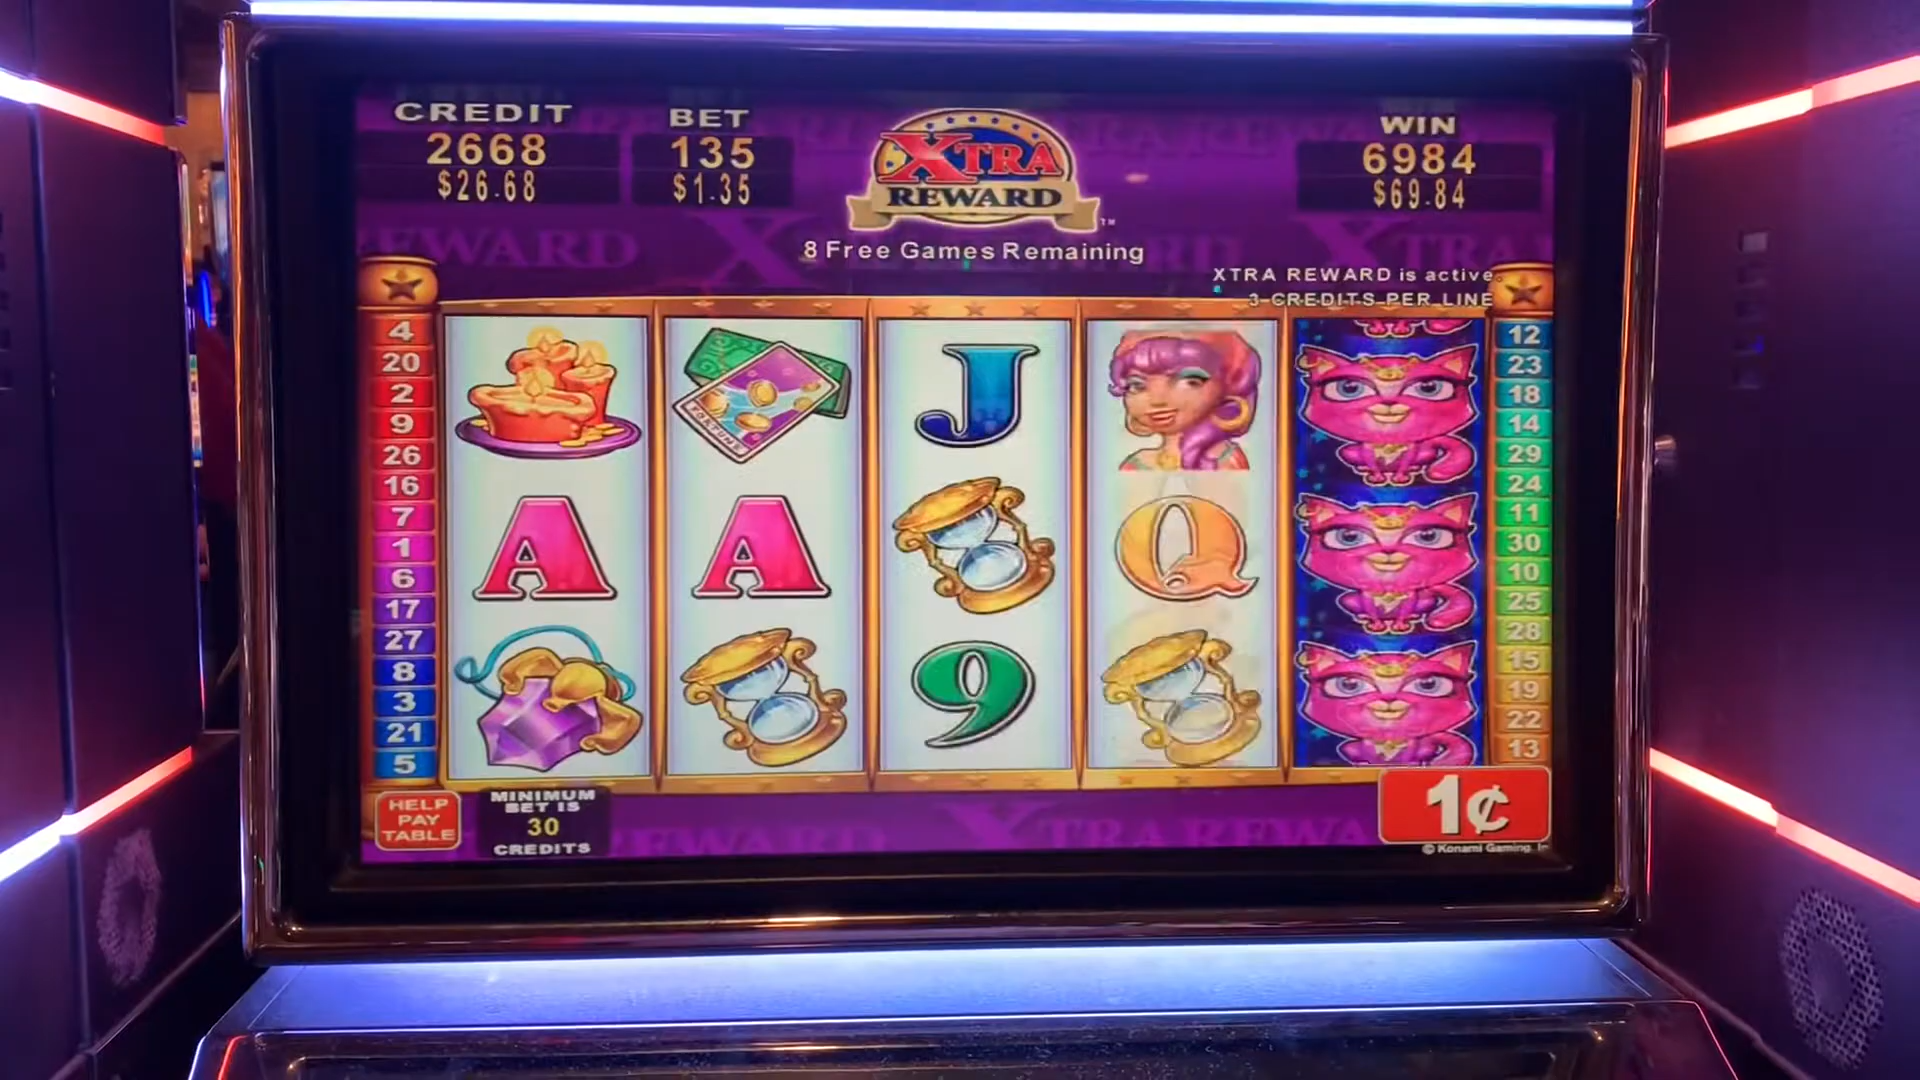 CREDIT
2668
$26.68
BET
135
$1.35
XTRA
REWARD
TM
WIN
6984
$69.84
8 Free Games Remaining
XTRA REWARD is active.
3 CREDITS PER LINE
4
20
2
9
26
16
7
1
6
17
27
8
3
21
5
FORTUNE
J
A
A
Q
9
12
23
18
14
29
24
11
30
10
25
28
15
19
22
13
HELP
PAY
TABLE
MINIMUM
BET IS
30
CREDITS
1¢
© Konami Gaming, In